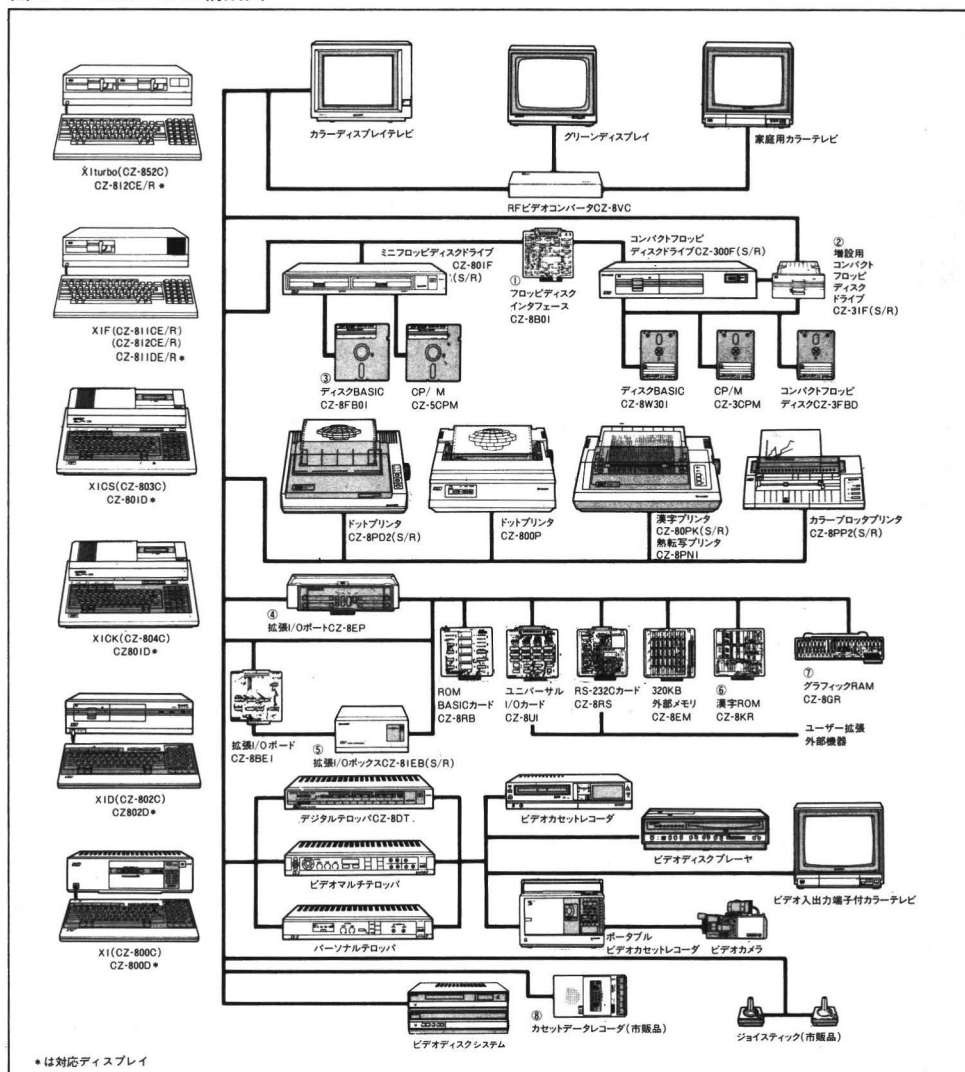 X1turbo(CZ-852C)
CZ-812CE/R *
X1F(CZ-811CE/R)
(CZ-812CE/R)
CZ-811DE/R *
X1CS(CZ-803C)
CZ-801D *
X1CK(CZ-804C)
CZ801D *
X1D(CZ-802C)
CZ802D *
X1(CZ-800C)
CZ-800D *
カラーディスプレイテレビ
グリーンディスプレイ
家庭用カラーテレビ
RFビデオコンバータCZ-8VC
ミニフロッピディスクドライブ
CZ-801F
(S/R)
①
フロッピディスク
インタフェース
CZ-8B01
コンパクトフロッピ
ディスクドライブCZ-300F(S/R)
②
増設用
コンパクト
フロッピ
ディスク
ドライブ
CZ-31F(S/R)
③
ディスクBASIC
CZ-8FB01
CP/M
CZ-5CPM
ディスクBASIC
CZ-8W301
CP/M
CZ-3CPM
コンパクトフロッピ
ディスクCZ-3FBD
ドットプリンタ
CZ-8PD2(S/R)
ドットプリンタ
CZ-800P
漢字プリンタ
CZ-80PK(S/R)
熱転写プリンタ
CZ-8PN1
カラープロッタプリンタ
CZ-8PP2(S/R)
④
拡張I/OポートCZ-8EP
拡張I/Oボード
CZ-8BE1
⑤
拡張I/OボックスCZ-81EB(S/R)
ROM
BASICカード
CZ-8RB
ユニバーサル
I/Oカード
CZ-8UI
RS-232Cカード
CZ-8RS
320KB
外部メモリ
CZ-8EM
⑥
漢字ROM
CZ-8KR
⑦
グラフィックRAM
CZ-8GR
ユーザー拡張
外部機器
デジタルテロッパCZ-8DT.
ビデオマルチテロッパ
パーソナルテロッパ
ビデオカセットレコーダ
ビデオディスクプレーヤ
ビデオ入出力端子付カラーテレビ
ポータブル
ビデオカセットレコーダ
ビデオカメラ
ビデオディスクシステム
⑧
カセットデータレコーダ(市販品)
ジョイスティック(市販品)
*は対応ディスプレイ